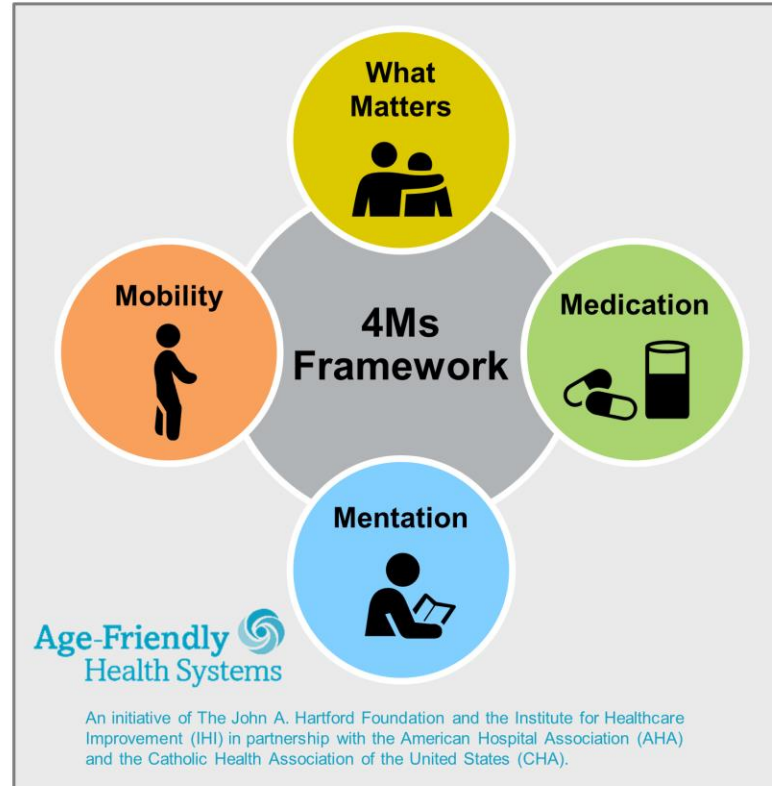 What
Matters
Mobility
4Ms
Framework
Medication
Mentation
Age-Friendly
Health Systems
An initiative of The John A. Hartford Foundation and the Institute for Healthcare
Improvement (IHI) in partnership with the American Hospital Association (AHA)
and the Catholic Health Association of the United States (CHA).